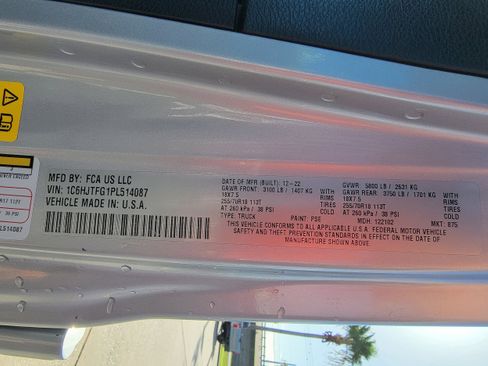 MFD BY: FCA US LLC
VIN: 1C6HJTFG1PL514087
VEHICLE MADE IN: U.S.A.
DATE OF MFR (BUILT): 12-22
GAWR FRONT: 3100 LB / 1407 KG
WITH
18X7.5
RIMS
255/70R18 113T
TIRES
AT 260 kPa / 38 PSI
COLD
TYPE: TRUCK
PAINT: PSE
GVWR: 5800 LB / 2631 KG
GAWR REAR: 3750 LB / 1701 KG
WITH
18X7.5
RIMS
255/70R18 113T
TIRES
AT 260 kPa / 38 PSI
COLD
MDH: 122102
MKT: 875
THIS VEHICLE CONFORMS TO ALL APPLICABLE U.S.A. FEDERAL MOTOR VEHICLE
SAFETY AND THEFT PREVENTION STANDARDS IN EFFECT ON THE DATE OF
MANUFACTURE SHOWN ABOVE.
113T
38 PSI
L514087